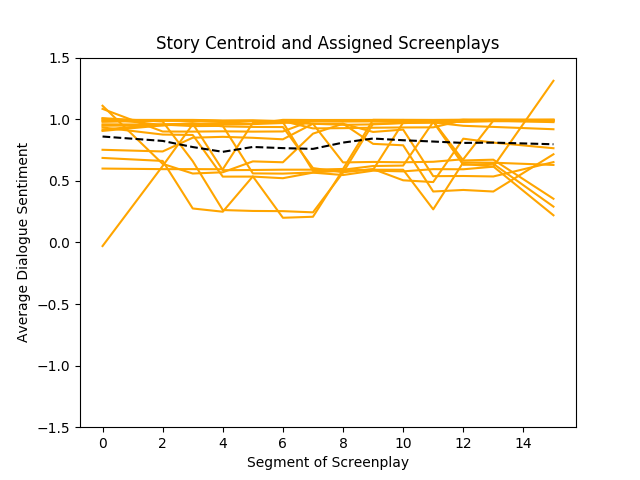 Story Centroid and Assigned Screenplays
1.5
1.0
0.5
0.0
−0.5
−1.0
−1.5
Average Dialogue Sentiment
0 2 4 6 8 10 12 14
Segment of Screenplay